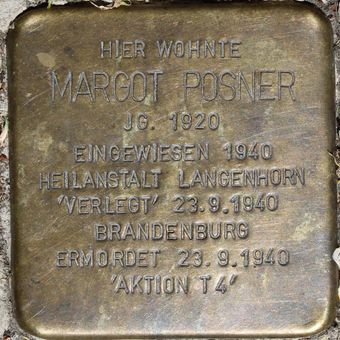 HIER WOHNTE
MARGOT POSNER
JG. 1920
EINGEWIESEN 1940
HEILANSTALT LANGENHORN
'VERLEGT' 23.9.1940
BRANDENBURG
ERMORDET 23.9.1940
'AKTION T4'